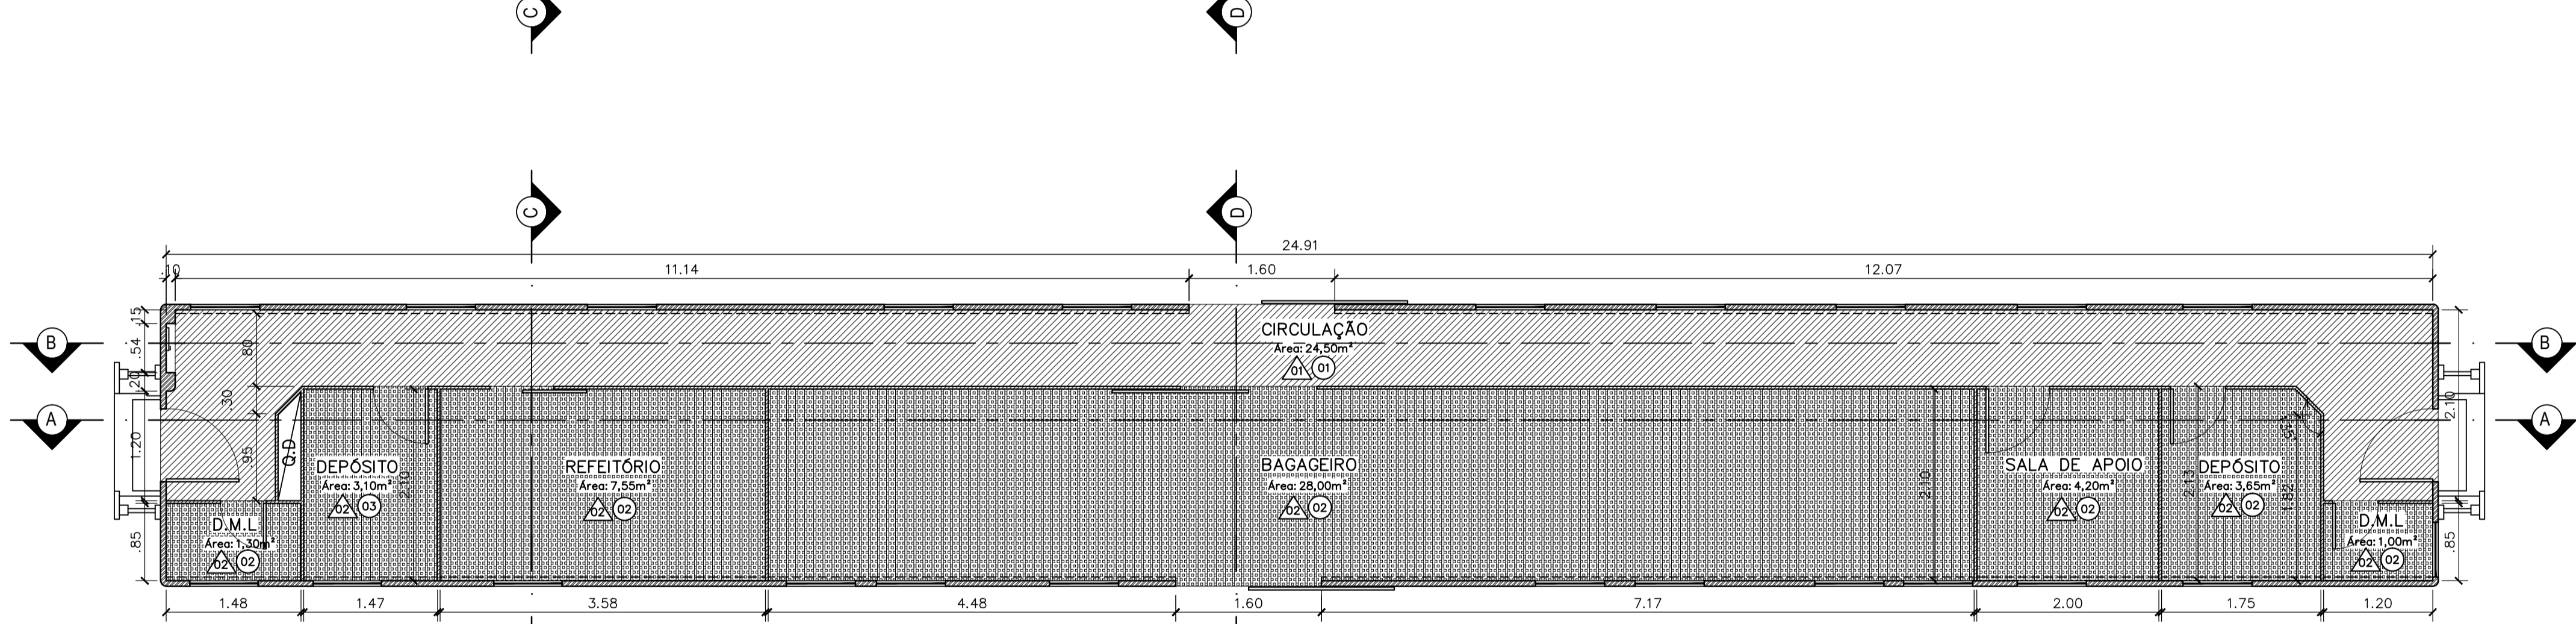 C
D
C
D
24.91
.10
11.14
1.60
12.07
.15
B
.54
.80
CIRCULAÇÃO
Área: 24,50m²
01
01
B
.20
.30
2.10
A
1.20
.95
Q.D
DEPÓSITO
Área: 3,10m²
02
03
2.10
REFEITÓRIO
Área: 7,55m²
02
02
BAGAGEIRO
Área: 28,00m²
02
02
2.10
SALA DE APOIO
Área: 4,20m²
02
02
2.13
DEPÓSITO
Área: 3,65m²
02
02
1.82
.35
A
D.M.L
Área: 1,30m²
02
02
.85
D.M.L
Área: 1,00m²
02
02
.85
1.48
1.47
3.58
4.48
1.60
7.17
2.00
1.75
1.20